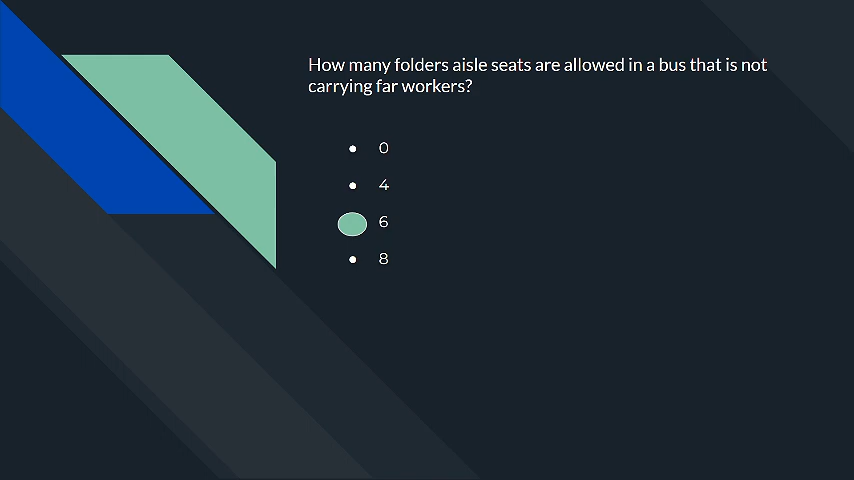 How many folders aisle seats are allowed in a bus that is not
carrying far workers?
0
4
6
8